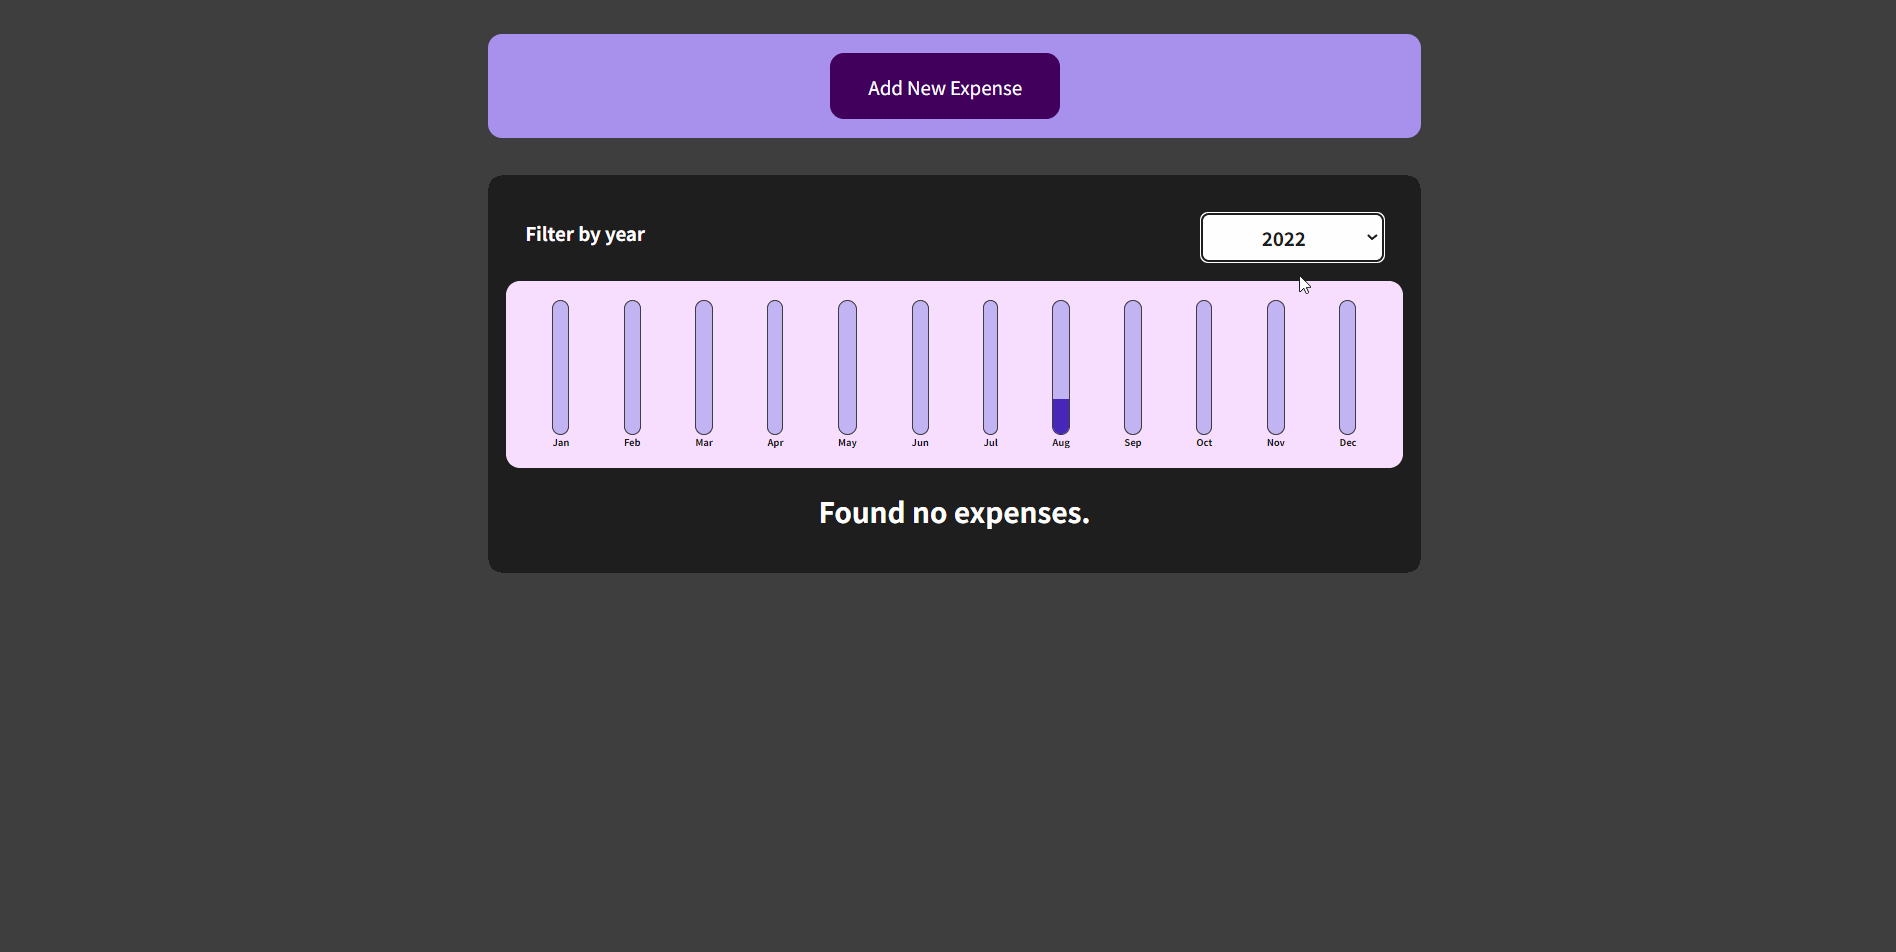 Add New Expense
Filter by year
2022
Jan Feb Mar Apr May Jun Jul Aug Sep Oct Nov Dec
Found no expenses.